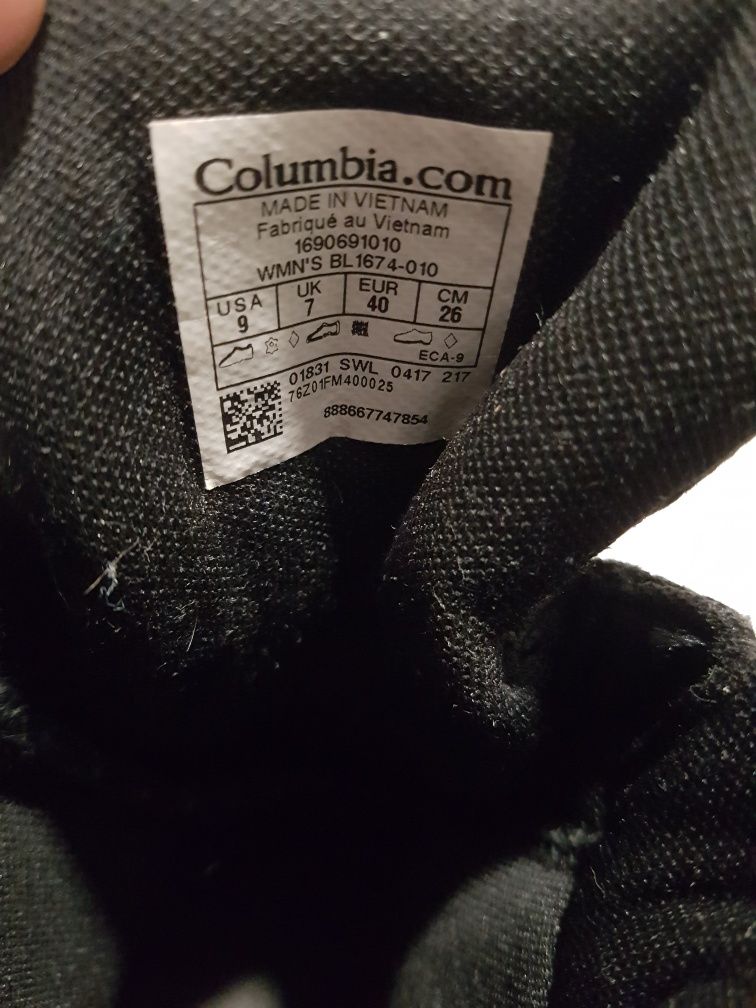 Columbia.com
MADE IN VIETNAM
Fabriqué au Vietnam
1690691010
WMN'S BL1674-010
USA UK EUR CM
9 7 40 26
ECA-9
01831 SWL 0417 217
76Z01FM400025
888667747854